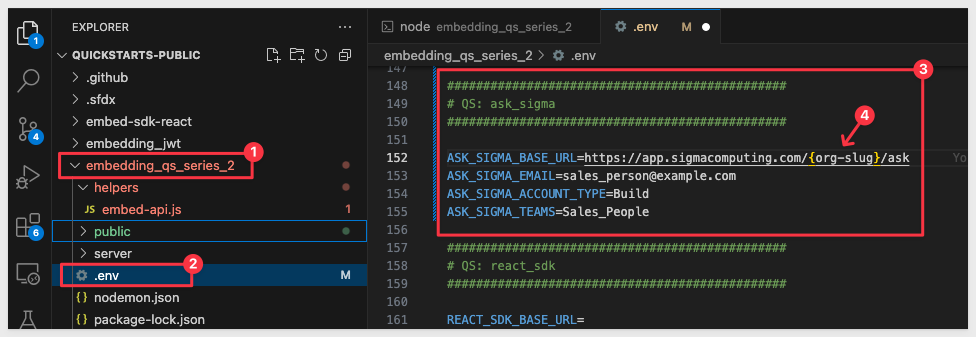 EXPLORER
...
QUICKSTARTS-PUBLIC
.github
.sfdx
embed-sdk-react
embedding_jwt
embedding_qs_series_2
1
helpers
JS embed-api.js 1
public
server
.env M
2
{} nodemon.json
{} package-lock.json
1
4
6
node embedding_qs_series_2
.env M
embedding_qs_series_2 > .env
3
147
148 ##############################################
149 # QS: ask_sigma
150 ##############################################
4
151
152 ASK_SIGMA_BASE_URL=https://app.sigmacomputing.com/{org-slug}/ask Yo
153 ASK_SIGMA_EMAIL=sales_person@example.com
154 ASK_SIGMA_ACCOUNT_TYPE=Build
155 ASK_SIGMA_TEAMS=Sales_People
156
157 ##############################################
158 # QS: react_sdk
159 ##############################################
160
161 REACT_SDK_BASE_URL=